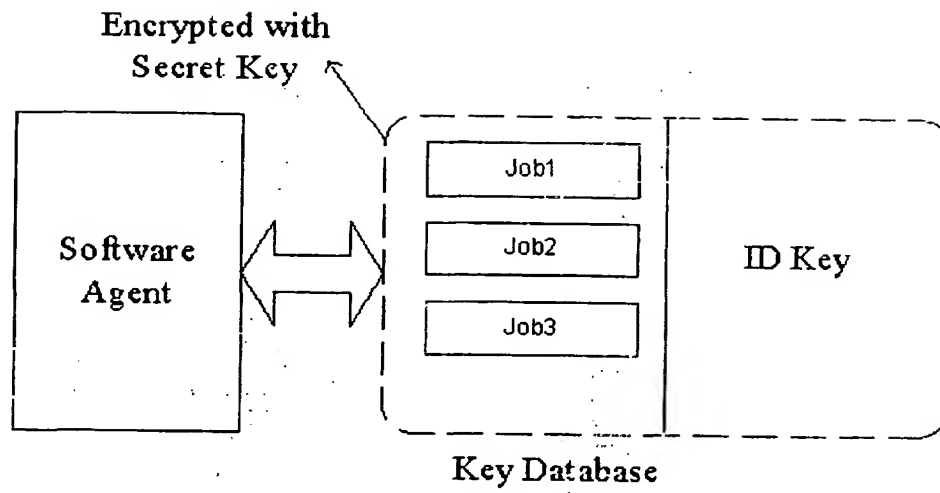 Encrypted with
Secret Key
Software
Agent
Job1
Job2
Job3
ID Key
Key Database